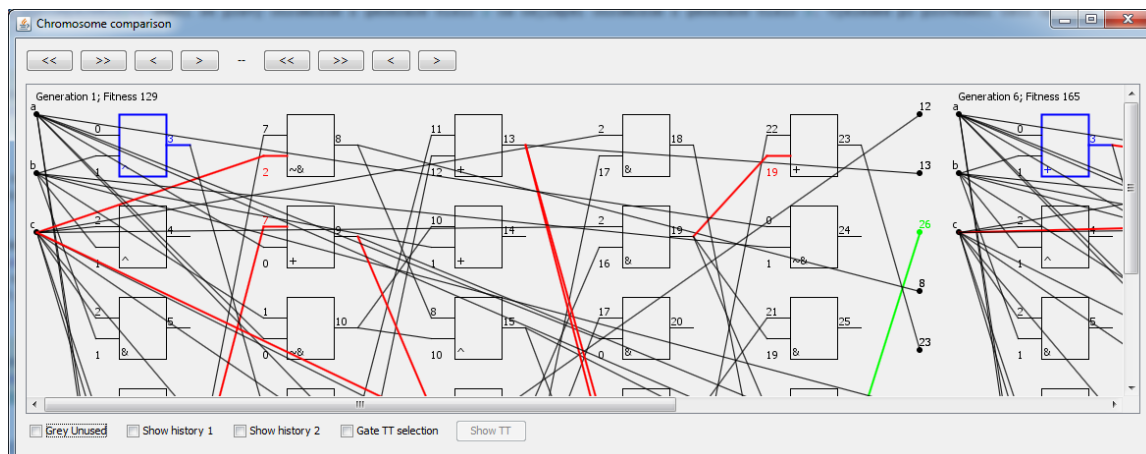 Chromosome comparison
<< >> < > -- << >> < >
Generation 1; Fitness 129 Generation 6; Fitness 165
a 0 3 7 8 11 13 2 18 22 23 12 a 0 3
b 1 ^ 2 ~& 12 + 17 & 19 + 13 b 1 +
c 2 4 7 9 10 14 2 19 0 24 26 c 2 4
1 ^ 0 + 1 + 16 & 1 ~& 8 1 ^
2 5 1 10 8 15 17 20 21 25 23 2 5
1 & 0 ~& 10 ^ 0 & 19 & 1 &
Grey Unused Show history 1 Show history 2 Gate TT selection Show TT